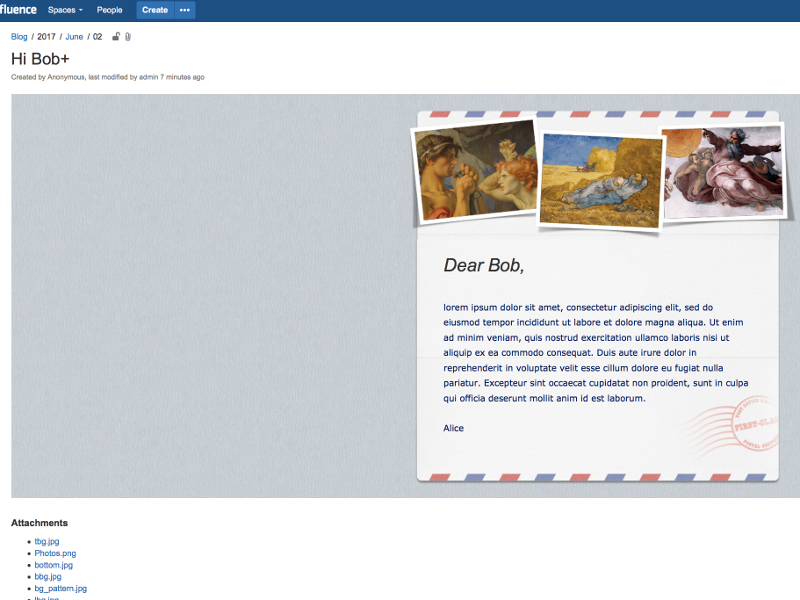 fluence Spaces People Create •••
Blog / 2017 / June / 02
Hi Bob+
Created by Anonymous, last modified by admin 7 minutes ago
Dear Bob,
lorem ipsum dolor sit amet, consectetur adipiscing elit, sed do
eiusmod tempor incididunt ut labore et dolore magna aliqua. Ut enim
ad minim veniam, quis nostrud exercitation ullamco laboris nisi ut
aliquip ex ea commodo consequat. Duis aute irure dolor in
reprehenderit in voluptate velit esse cillum dolore eu fugiat nulla
pariatur. Excepteur sint occaecat cupidatat non proident, sunt in culpa
qui officia deserunt mollit anim id est laborum.
FIRST-CLA
Alice
Attachments
tbg.jpg
Photos.png
bottom.jpg
bbg.jpg
bg_pattern.jpg